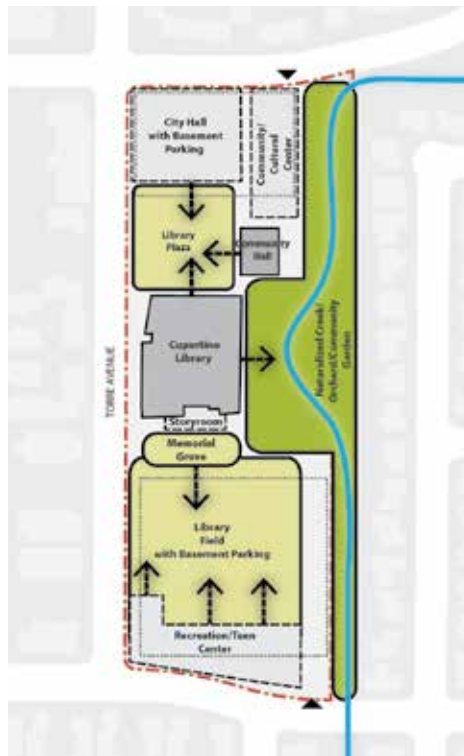 City Hall
with Basement
Parking
Community/
Cultural
Center
Library
Plaza
Community
Hall
TORRE AVENUE
Cupertino
Library
Naturalized Creek/
Orchard/Community
Garden
Storyroom
Memorial
Grove
Library
Field
with Basement Parking
Recreation/Teen
Center